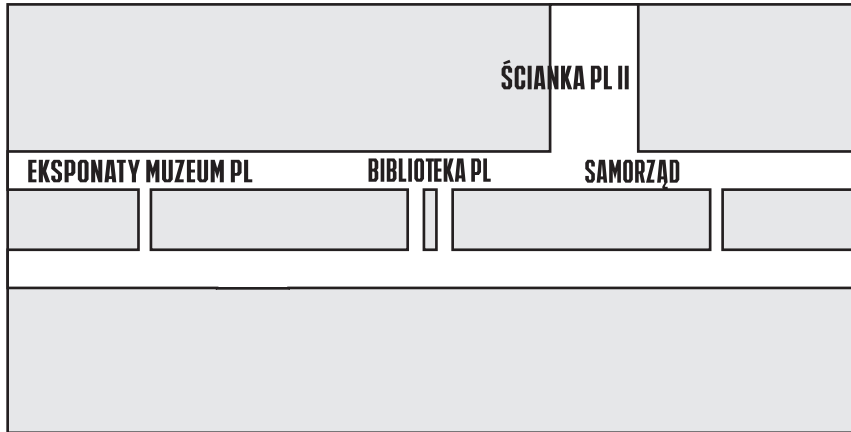 ŚCIANKA PL II
EKSPONATY MUZEUM PL
BIBLIOTEKA PL
SAMORZĄD